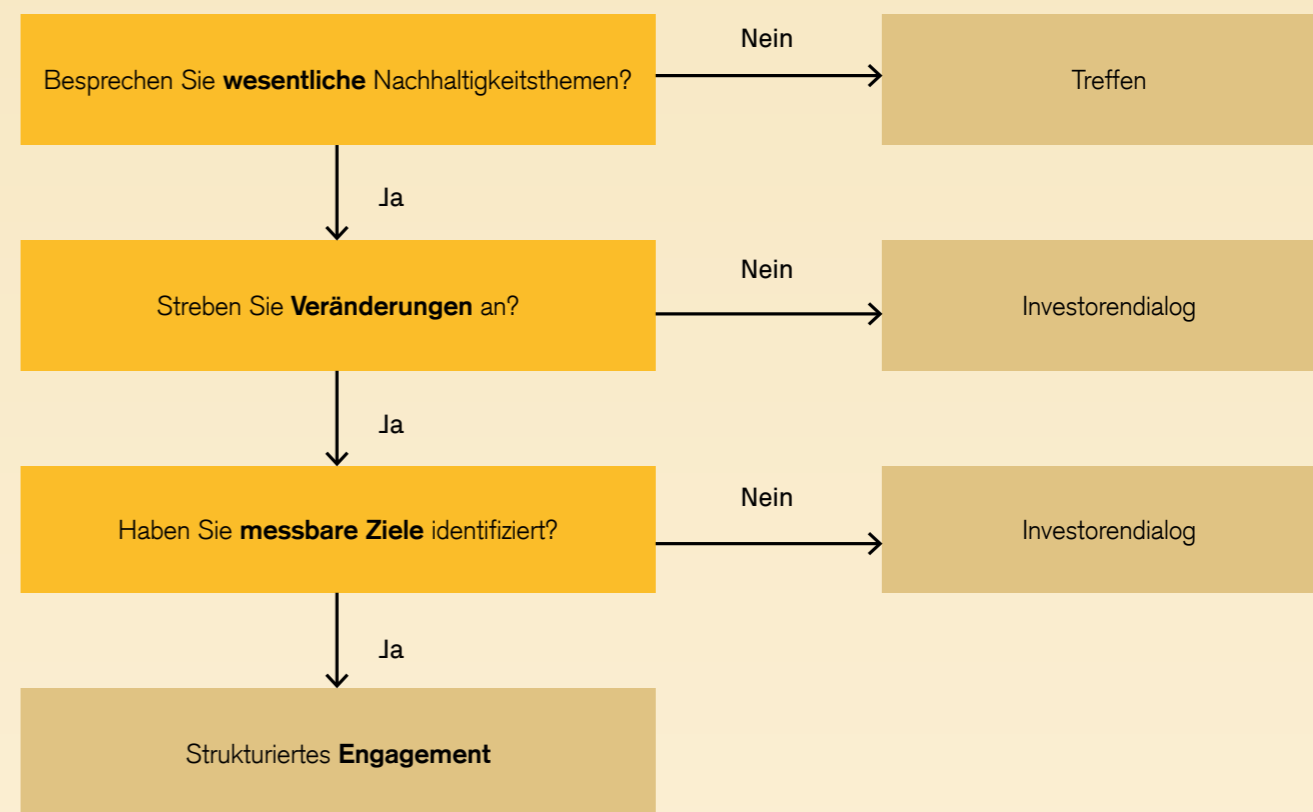 Besprechen Sie wesentliche Nachhaltigkeitsthemen?
Nein
Treffen
Ja
Streben Sie Veränderungen an?
Nein
Investorendialog
Ja
Haben Sie messbare Ziele identifiziert?
Nein
Investorendialog
Ja
Strukturiertes Engagement